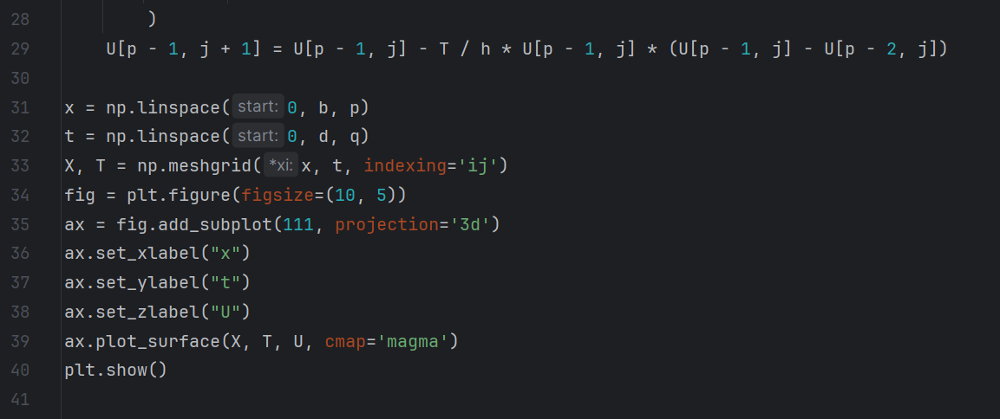 28 )
29 U[p - 1, j + 1] = U[p - 1, j] - T / h * U[p - 1, j] * (U[p - 1, j] - U[p - 2, j])
30
31 x = np.linspace( start: 0, b, p)
32 t = np.linspace( start: 0, d, q)
33 X, T = np.meshgrid( *xi: x, t, indexing='ij')
34 fig = plt.figure(figsize=(10, 5))
35 ax = fig.add_subplot(111, projection='3d')
36 ax.set_xlabel("x")
37 ax.set_ylabel("t")
38 ax.set_zlabel("U")
39 ax.plot_surface(X, T, U, cmap='magma')
40 plt.show()
41